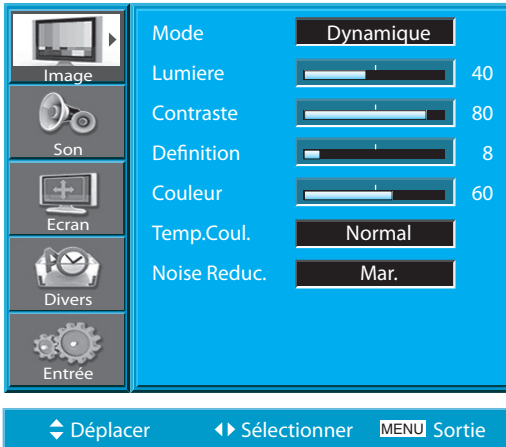 Image
Son
Ecran
Divers
Entrée
Mode Dynamique
Lumiere 40
Contraste 80
Definition 8
Couleur 60
Temp.Coul. Normal
Noise Reduc. Mar.
Déplacer Sélectionner MENU Sortie